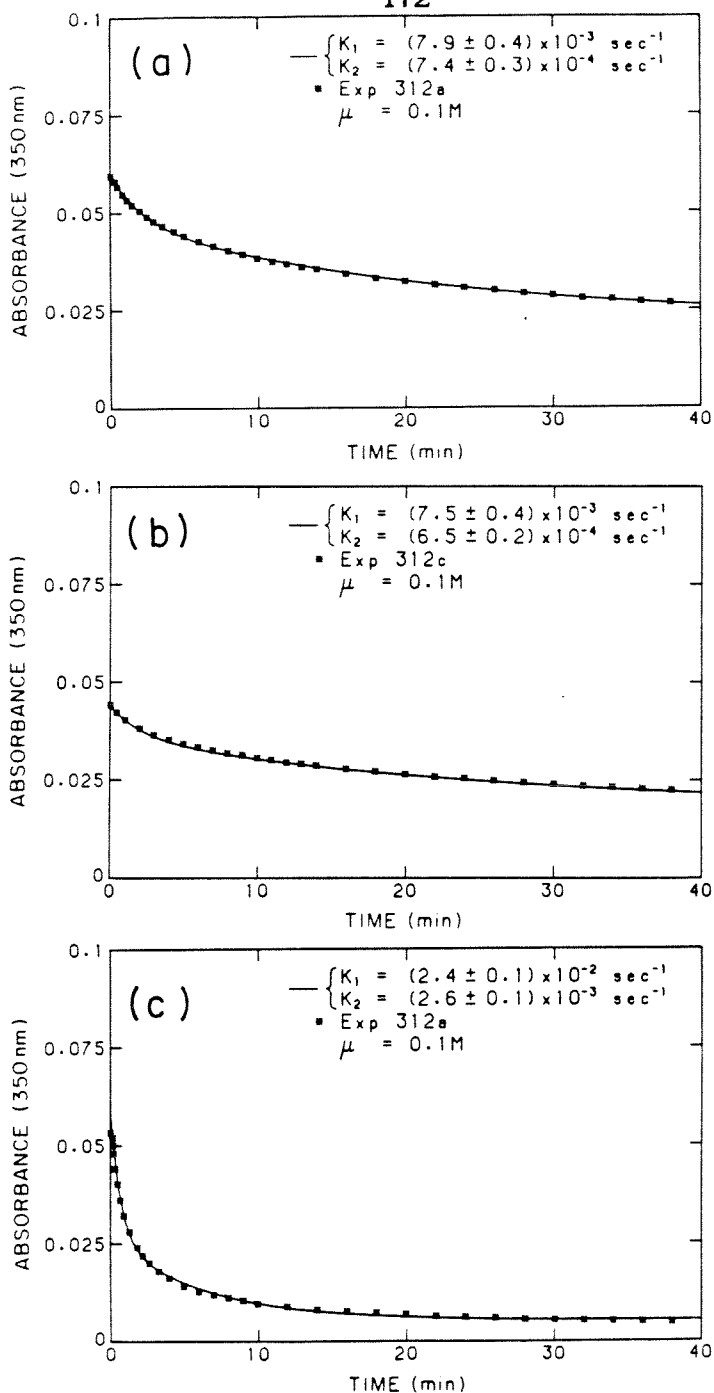 172
(a)
K₁ = (7.9 ± 0.4) x10⁻³ sec⁻¹
K₂ = (7.4 ± 0.3) x10⁻⁴ sec⁻¹
Exp 312a
μ = 0.1M
ABSORBANCE (350nm)
0.1
0.075
0.05
0.025
0
0 10 20 30 40
TIME (min)
(b)
K₁ = (7.5 ± 0.4) x10⁻³ sec⁻¹
K₂ = (6.5 ± 0.2) x10⁻⁴ sec⁻¹
Exp 312c
μ = 0.1M
ABSORBANCE (350nm)
0.1
0.075
0.05
0.025
0
0 10 20 30 40
TIME (min)
(c)
K₁ = (2.4 ± 0.1) x10⁻² sec⁻¹
K₂ = (2.6 ± 0.1) x10⁻³ sec⁻¹
Exp 312a
μ = 0.1M
ABSORBANCE (350nm)
0.1
0.075
0.05
0.025
0
0 10 20 30 40
TIME (min)